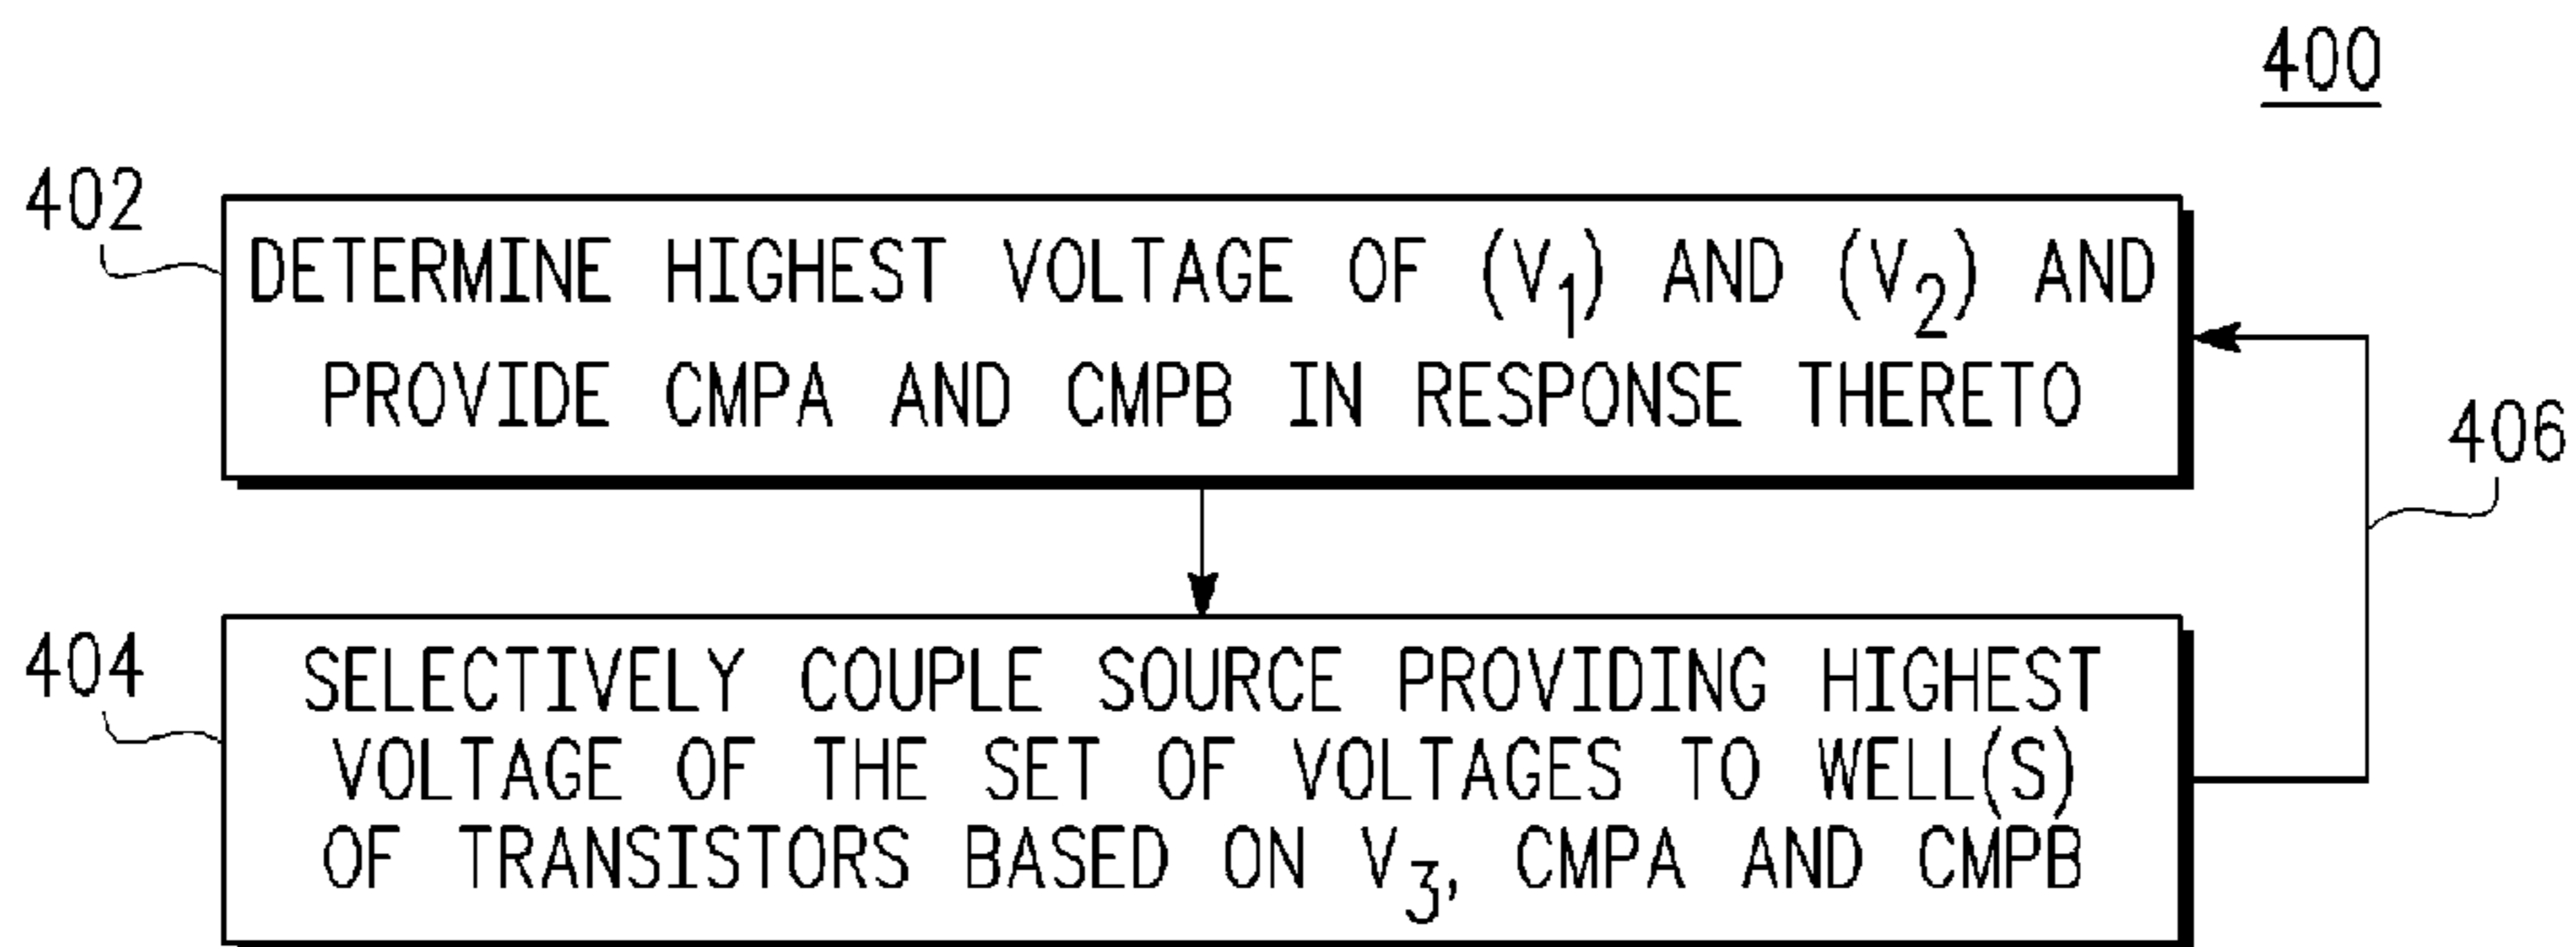 400
402
DETERMINE HIGHEST VOLTAGE OF (V1) AND (V2) AND
PROVIDE CMPA AND CMPB IN RESPONSE THERETO
406
404
SELECTIVELY COUPLE SOURCE PROVIDING HIGHEST
VOLTAGE OF THE SET OF VOLTAGES TO WELL(S)
OF TRANSISTORS BASED ON V3, CMPA AND CMPB